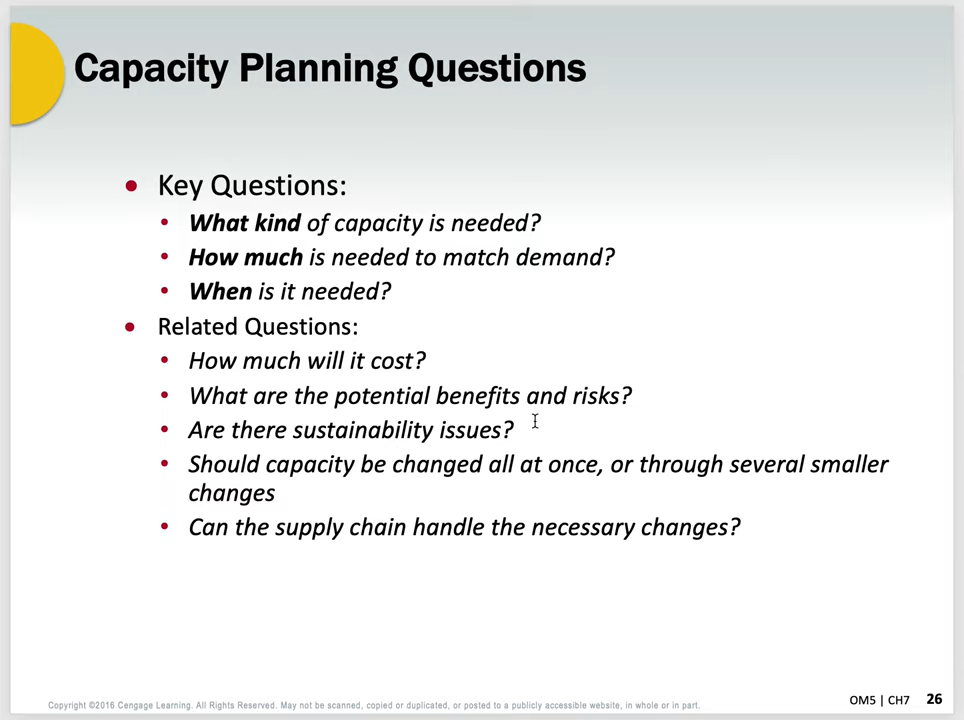 Capacity Planning Questions
• Key Questions:
• What kind of capacity is needed?
• How much is needed to match demand?
• When is it needed?
• Related Questions:
• How much will it cost?
• What are the potential benefits and risks?
• Are there sustainability issues?
• Should capacity be changed all at once, or through several smaller
changes
• Can the supply chain handle the necessary changes?
Copyright ©2016 Cengage Learning. All Rights Reserved. May not be scanned, copied or duplicated, or posted to a publicly accessible website, in whole or in part.
OM5 | CH7 26